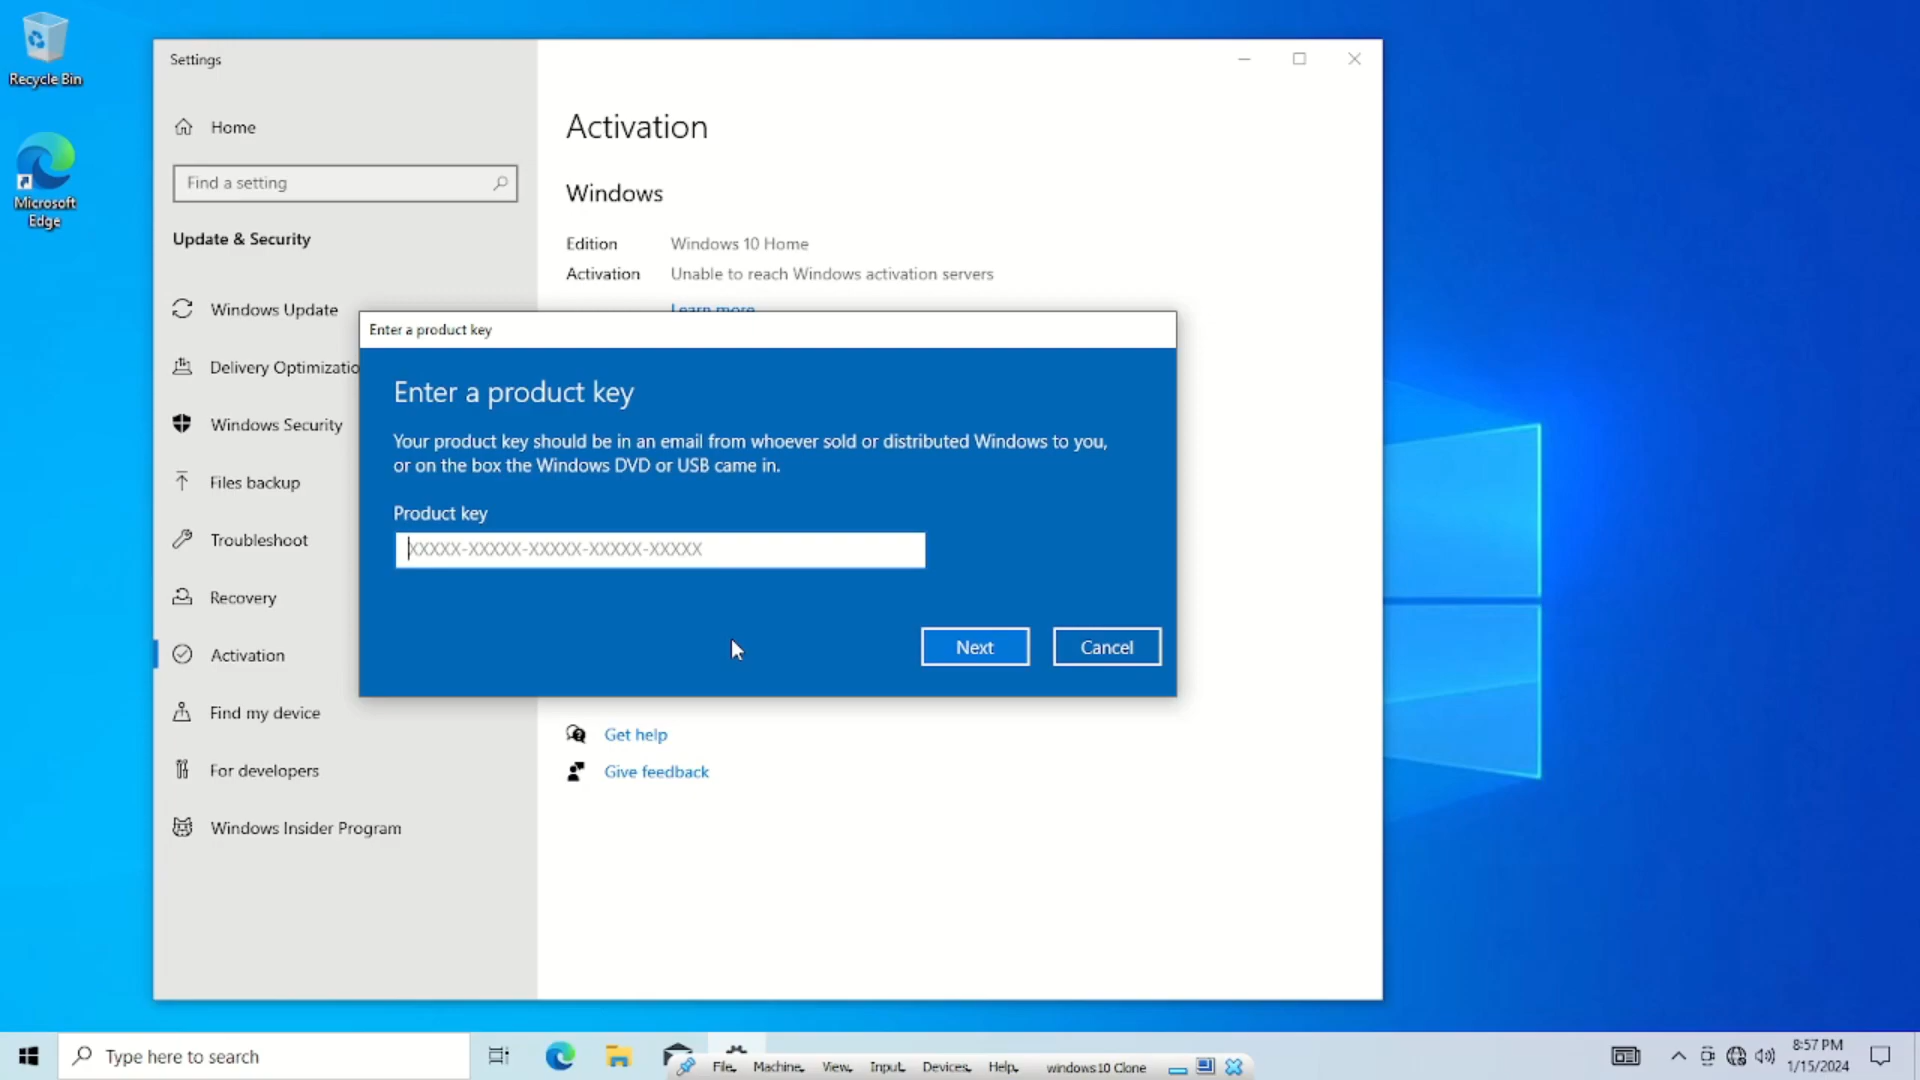 Recycle Bin
Microsoft
Edge
Settings
Home
Find a setting
Update & Security
Windows Update
Delivery Optimizatio
Windows Security
Files backup
Troubleshoot
Recovery
Activation
Find my device
For developers
Windows Insider Program
Activation
Windows
Edition Windows 10 Home
Activation Unable to reach Windows activation servers
Learn more
Enter a product key
Enter a product key
Your product key should be in an email from whoever sold or distributed Windows to you,
or on the box the Windows DVD or USB came in.
Product key
XXXXX-XXXXX-XXXXX-XXXXX-XXXXX
Next Cancel
Get help
Give feedback
Type here to search
File Machine View Input Devices Help windows10 Clone
8:57 PM
1/15/2024